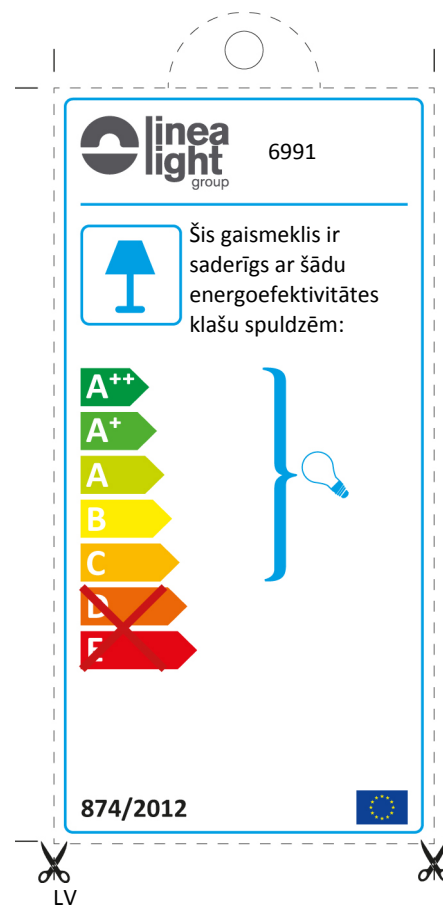 linea
light
group
6991
Šis gaismeklis ir
saderīgs ar šādu
energoefektivitātes
klašu spuldzēm:
A++
A+
A
B
C
D
E
874/2012
LV